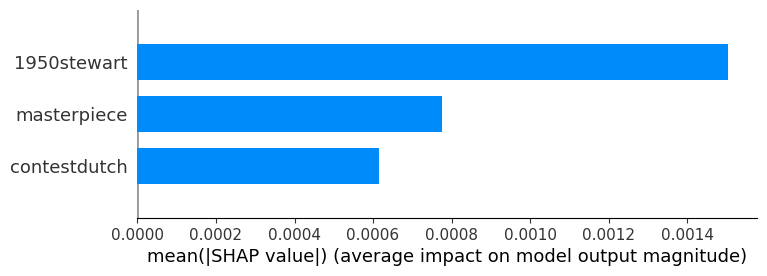 1950stewart
masterpiece
contestdutch
0.0000 0.0002 0.0004 0.0006 0.0008 0.0010 0.0012 0.0014
mean(|SHAP value|) (average impact on model output magnitude)